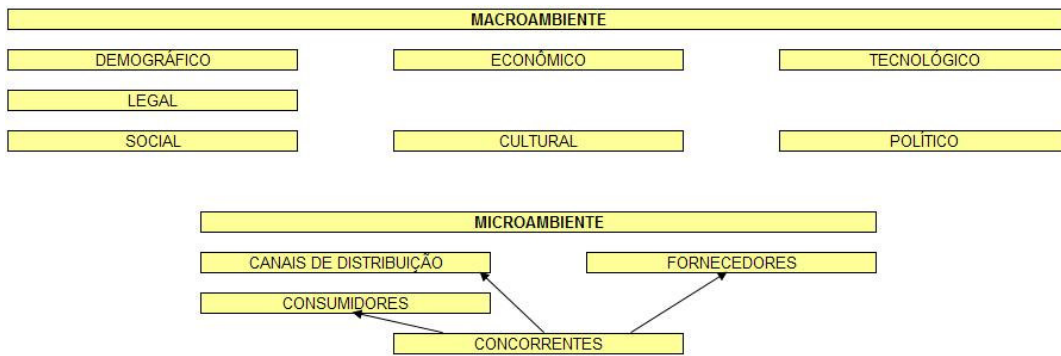 MACROAMBIENTE
DEMOGRÁFICO ECONÔMICO TECNOLÓGICO
LEGAL
SOCIAL CULTURAL POLÍTICO
MICROAMBIENTE
CANAIS DE DISTRIBUIÇÃO FORNECEDORES
CONSUMIDORES
CONCORRENTES